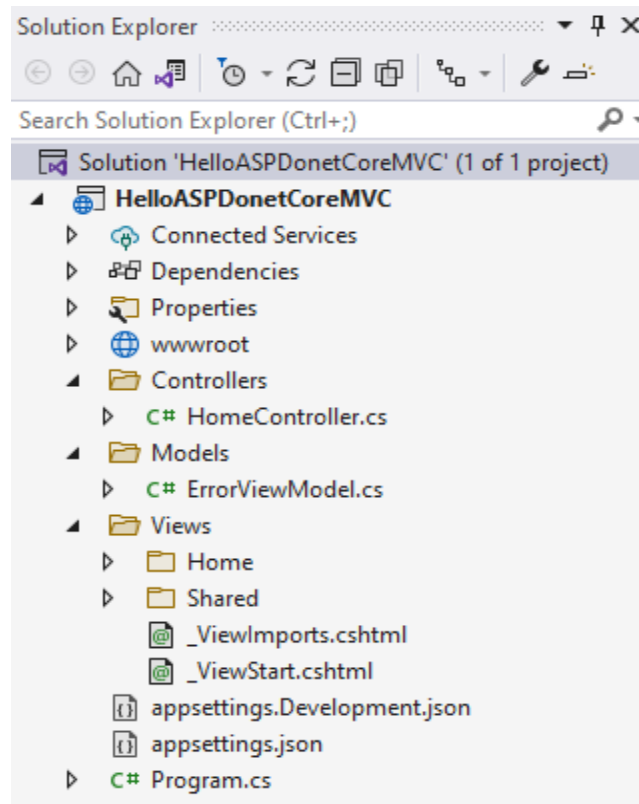 Solution Explorer
Search Solution Explorer (Ctrl+;)
Solution 'HelloASPDonetCoreMVC' (1 of 1 project)
HelloASPDonetCoreMVC
Connected Services
Dependencies
Properties
wwwroot
Controllers
C# HomeController.cs
Models
C# ErrorViewModel.cs
Views
Home
Shared
@ _ViewImports.cshtml
@ _ViewStart.cshtml
appsettings.Development.json
appsettings.json
C# Program.cs